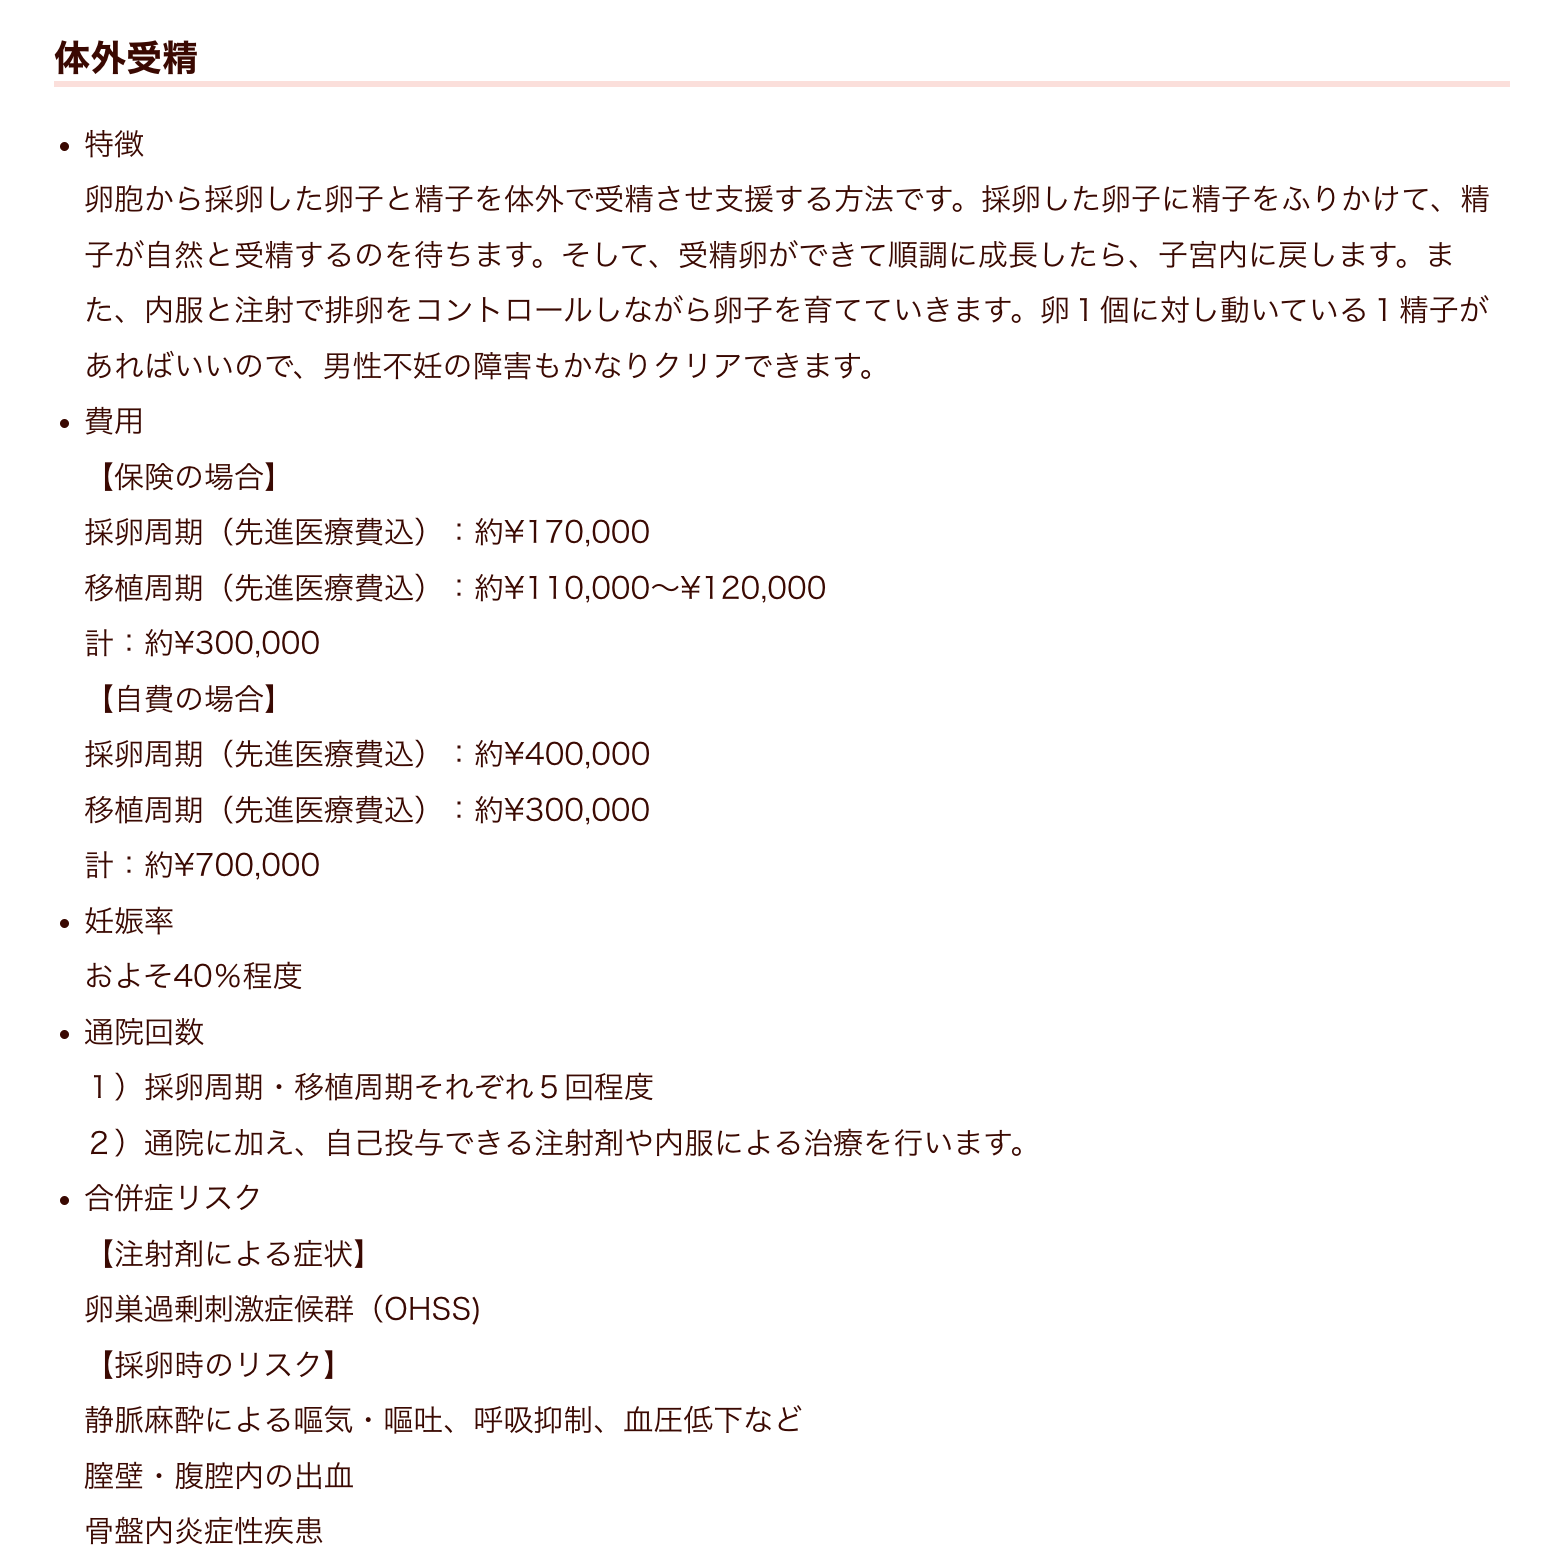 体外受精
• 特徴
卵胞から採卵した卵子と精子を体外で受精させ支援する方法です。採卵した卵子に精子をふりかけて、精
子が自然と受精するのを待ちます。そして、受精卵ができて順調に成長したら、子宮内に戻します。ま
た、内服と注射で排卵をコントロールしながら卵子を育てていきます。卵１個に対し動いている１精子が
あればいいので、男性不妊の障害もかなりクリアできます。
• 費用
【保険の場合】
採卵周期（先進医療費込）：約¥170,000
移植周期（先進医療費込）：約¥110,000〜¥120,000
計：約¥300,000
【自費の場合】
採卵周期（先進医療費込）：約¥400,000
移植周期（先進医療費込）：約¥300,000
計：約¥700,000
• 妊娠率
およそ40％程度
• 通院回数
１）採卵周期・移植周期それぞれ５回程度
２）通院に加え、自己投与できる注射剤や内服による治療を行います。
• 合併症リスク
【注射剤による症状】
卵巣過剰刺激症候群（OHSS)
【採卵時のリスク】
静脈麻酔による嘔気・嘔吐、呼吸抑制、血圧低下など
膣壁・腹腔内の出血
骨盤内炎症性疾患